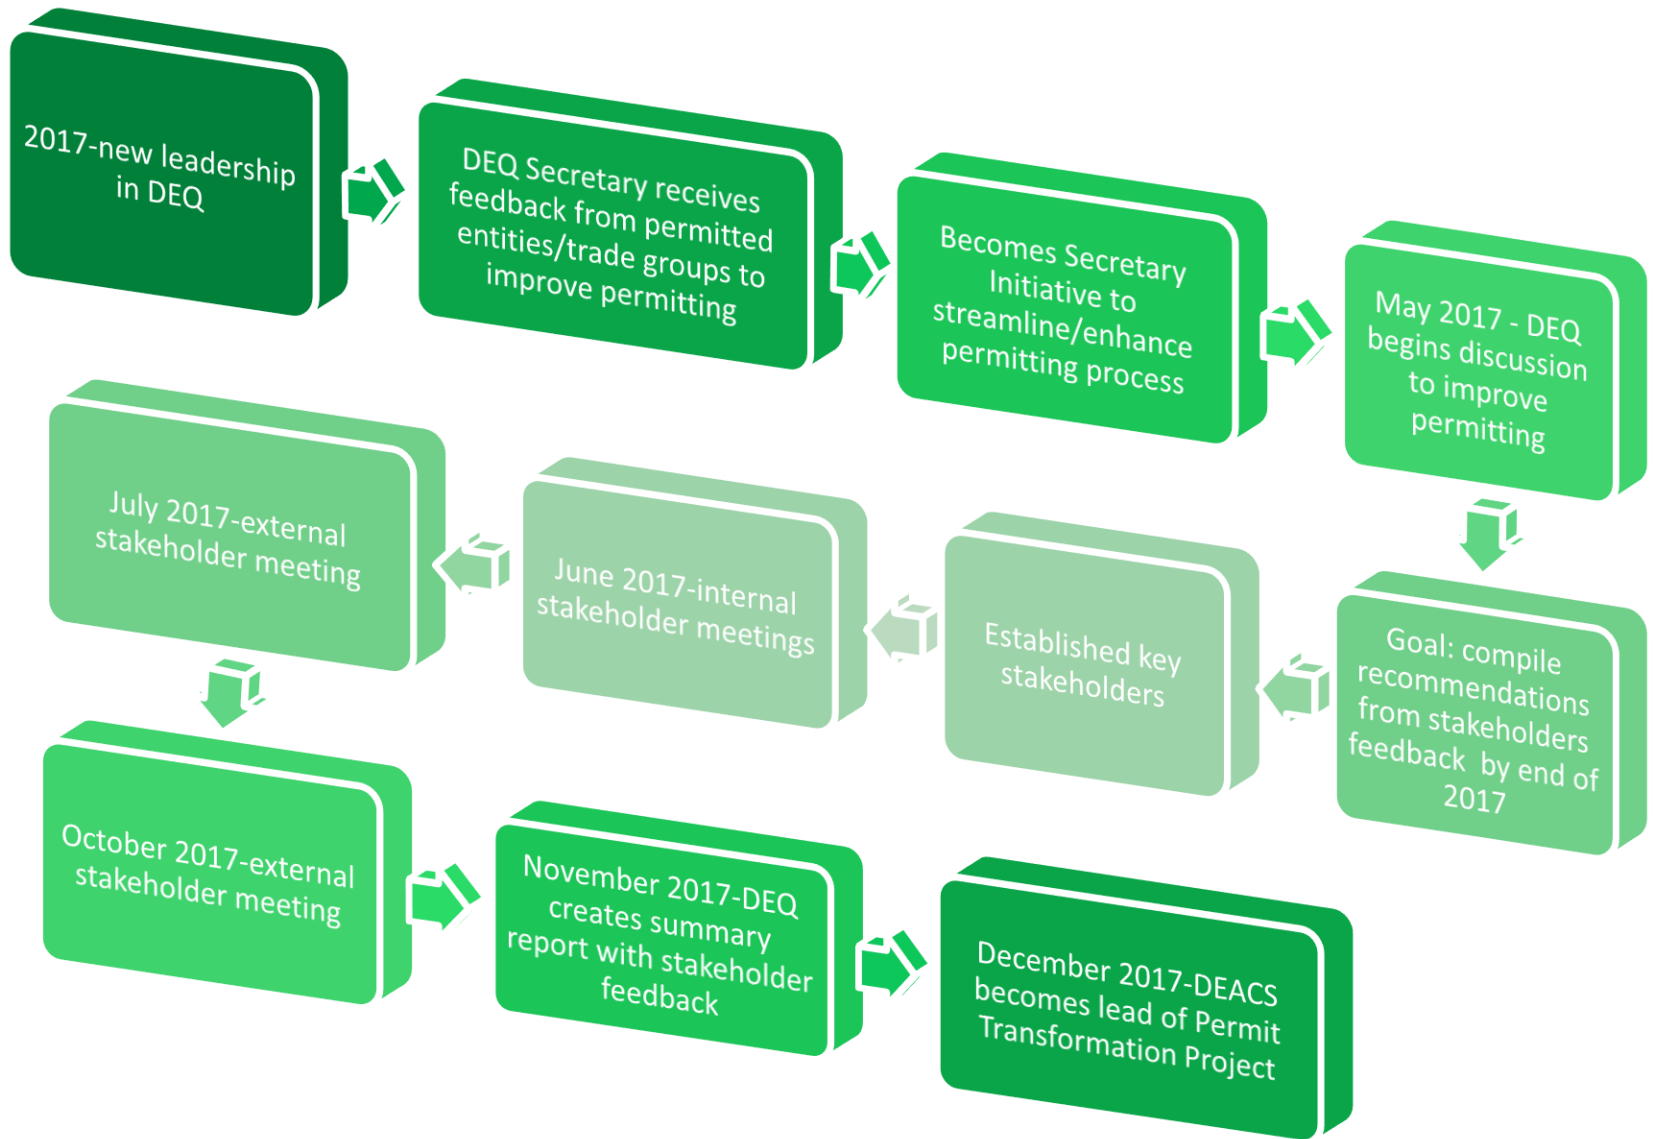 2017-new leadership
in DEQ
DEQ Secretary receives
feedback from permitted
entities/trade groups to
improve permitting
Becomes Secretary
Initiative to
streamline/enhance
permitting process
May 2017 - DEQ
begins discussion
to improve
permitting
Goal: compile
recommendations
from stakeholders
feedback by end of
2017
Established key
stakeholders
June 2017-internal
stakeholder meetings
July 2017-external
stakeholder meeting
October 2017-external
stakeholder meeting
November 2017-DEQ
creates summary
report with stakeholder
feedback
December 2017-DEACS
becomes lead of Permit
Transformation Project